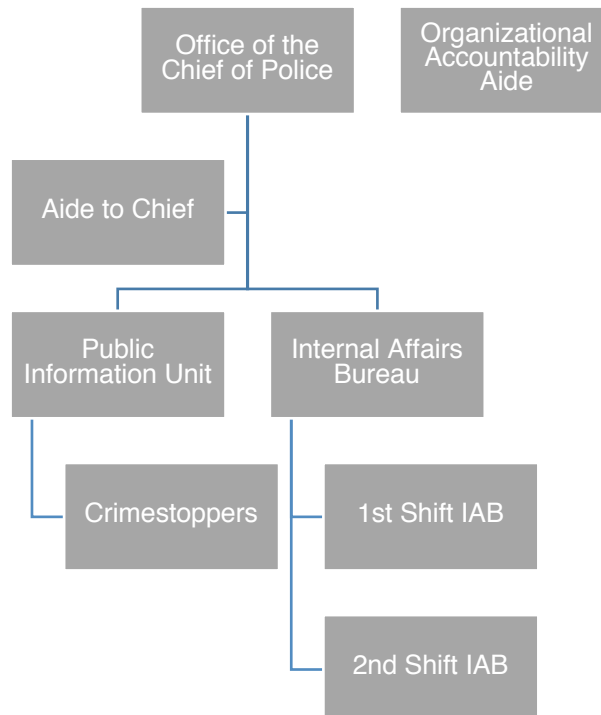 Office of the
Chief of Police
Organizational
Accountability
Aide
Aide to Chief
Public
Information Unit
Internal Affairs
Bureau
Crimestoppers
1st Shift IAB
2nd Shift IAB